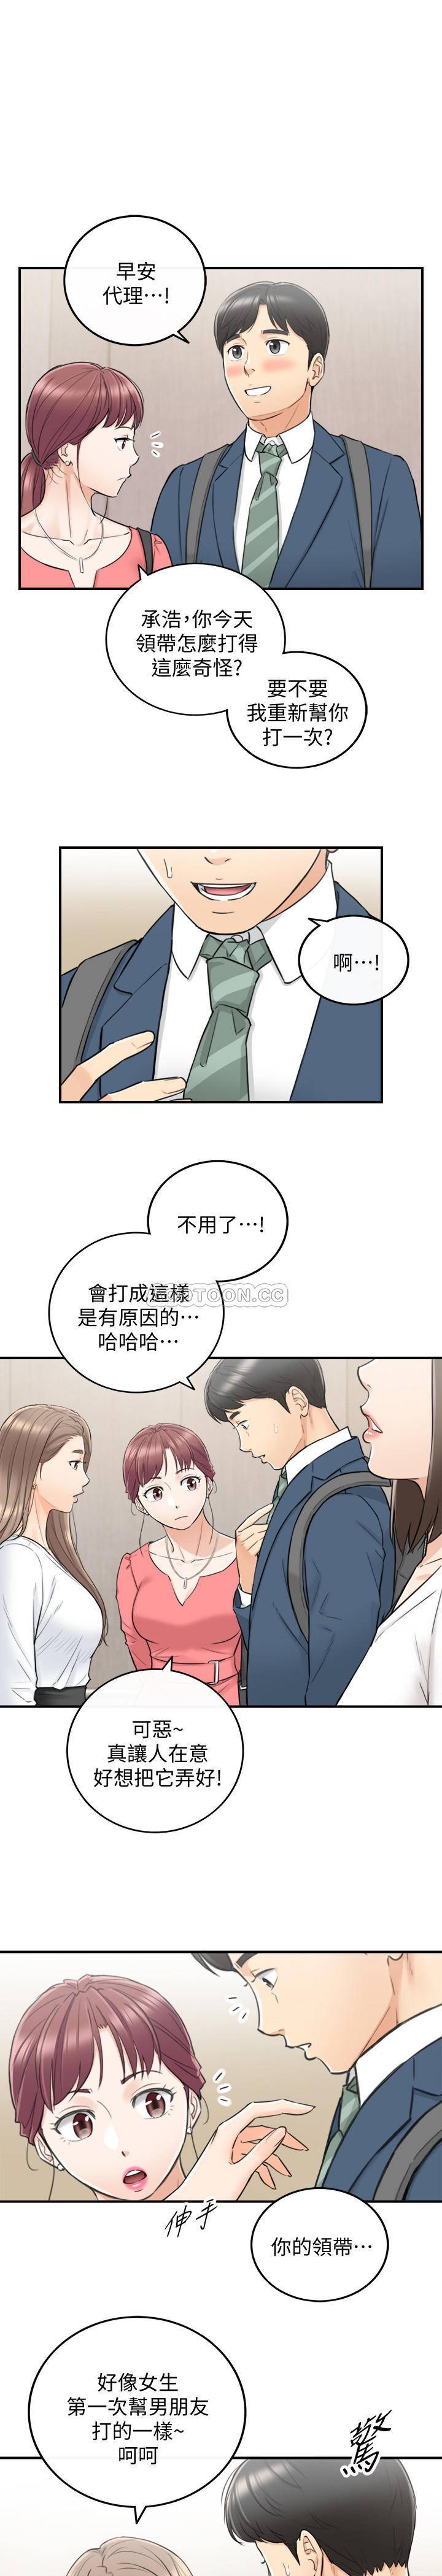 早安
代理⋯!
承浩,你今天
領帶怎麼打得
這麼奇怪?
要不要
我重新幫你
打一次?
啊⋯!
不用了⋯!
會打成這樣
是有原因的⋯
哈哈哈⋯
可惡~
真讓人在意
好想把它弄好!
伸手
你的領帶⋯
好像女生
第一次幫男朋友
打的一樣~
呵呵
驚